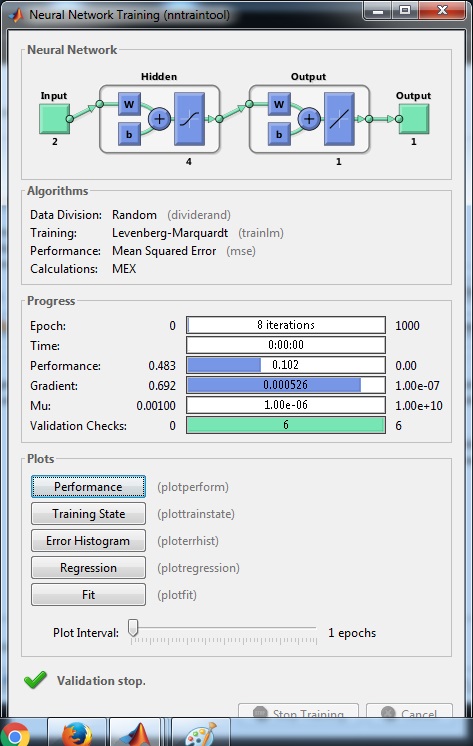 Neural Network Training (nntraintool)
Neural Network
Hidden Output
Input Output
W W
b b
+ +
2 4 1 1
Algorithms
Data Division: Random (dividerand)
Training: Levenberg-Marquardt (trainlm)
Performance: Mean Squared Error (mse)
Calculations: MEX
Progress
Epoch: 0 8 iterations 1000
Time: 0:00:00
Performance: 0.483 0.102 0.00
Gradient: 0.692 0.000526 1.00e-07
Mu: 0.00100 1.00e-06 1.00e+10
Validation Checks: 0 6 6
Plots
Performance (plotperform)
Training State (plottrainstate)
Error Histogram (ploterrhist)
Regression (plotregression)
Fit (plotfit)
Plot Interval: 1 epochs
Validation stop.
Stop Training Cancel